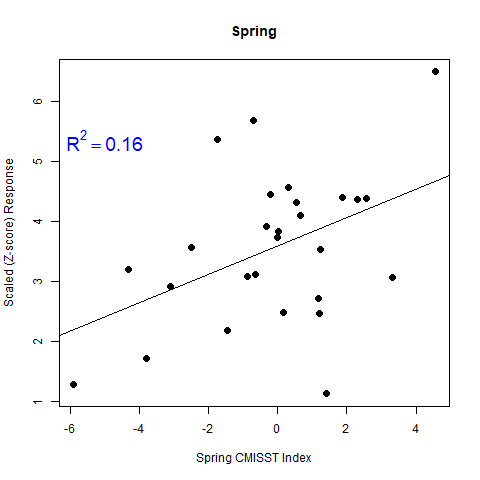 Spring
6
5
4
3
2
1
R² = 0.16
Scaled (Z-score) Response
-6 -4 -2 0 2 4
Spring CMISST Index